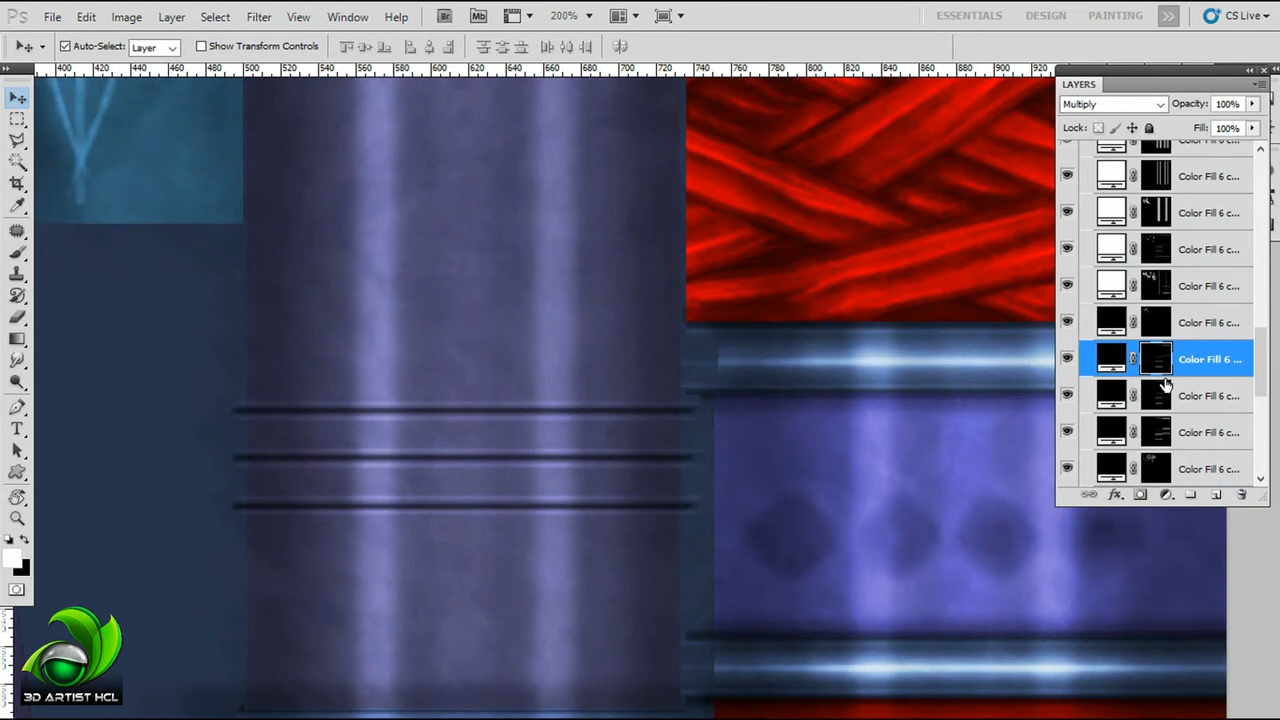 Ps File Edit Image Layer Select Filter View Window Help Br Mb 200% ESSENTIALS DESIGN PAINTING CS Live
Auto-Select: Layer Show Transform Controls
400 420 440 460 480 500 520 540 560 580 600 620 640 660 680 700 720 740 760 780 800 820 840 860 880 900 920
LAYERS
Multiply Opacity: 100%
Lock: Fill: 100%
Color Fill 6 c...
Color Fill 6 c...
Color Fill 6 c...
Color Fill 6 c...
Color Fill 6 c...
Color Fill 6 c...
Color Fill 6 ...
Color Fill 6 c...
Color Fill 6 c...
Color Fill 6 c...
3D ARTIST HCL